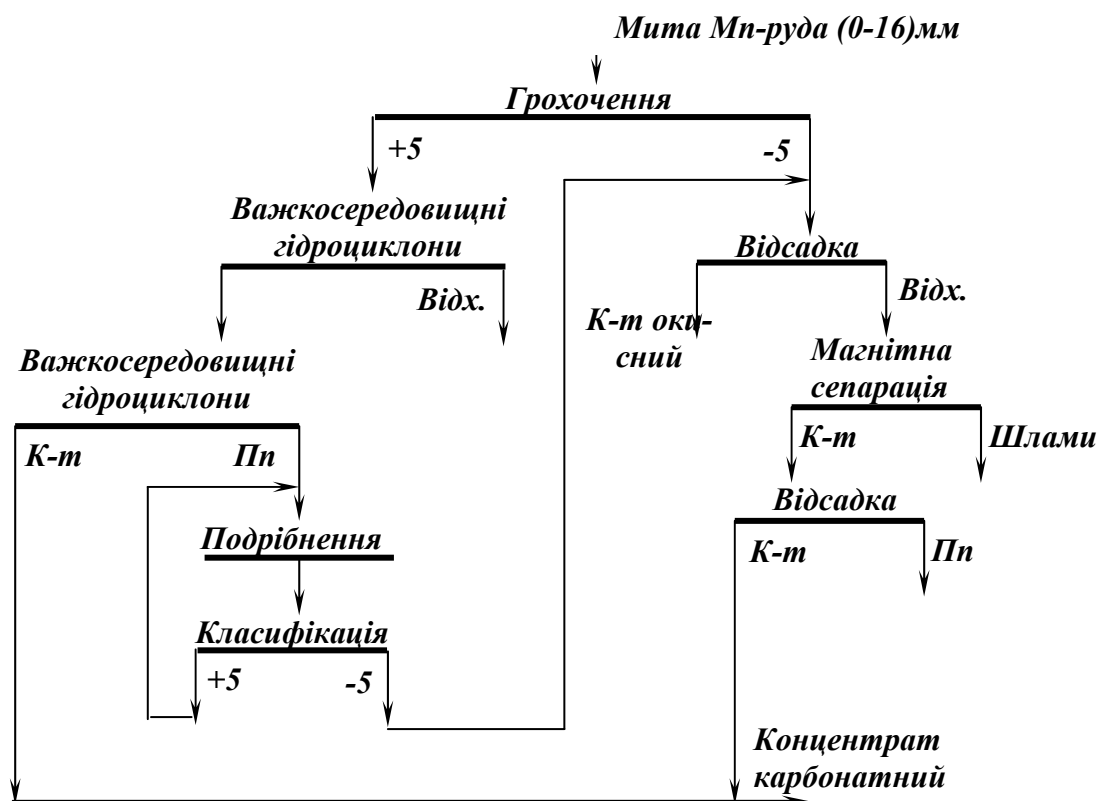 Мита Мп-руда (0-16)мм
Грохочення
+5
-5
Важкосередовищні
гідроциклони
Відсадка
Відх.
Відх.
К-т оки-
сний
Магнітна
сепарація
Важкосередовищні
гідроциклони
К-т
Шлами
К-т
Пп
Відсадка
К-т
Пп
Подрібнення
Класифікація
+5
-5
Концентрат
карбонатний